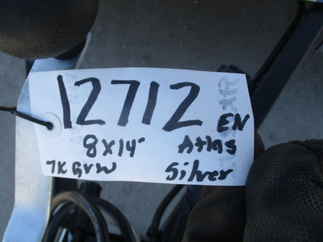 12712 EN
8x14" Atlas
7K GVW Silver